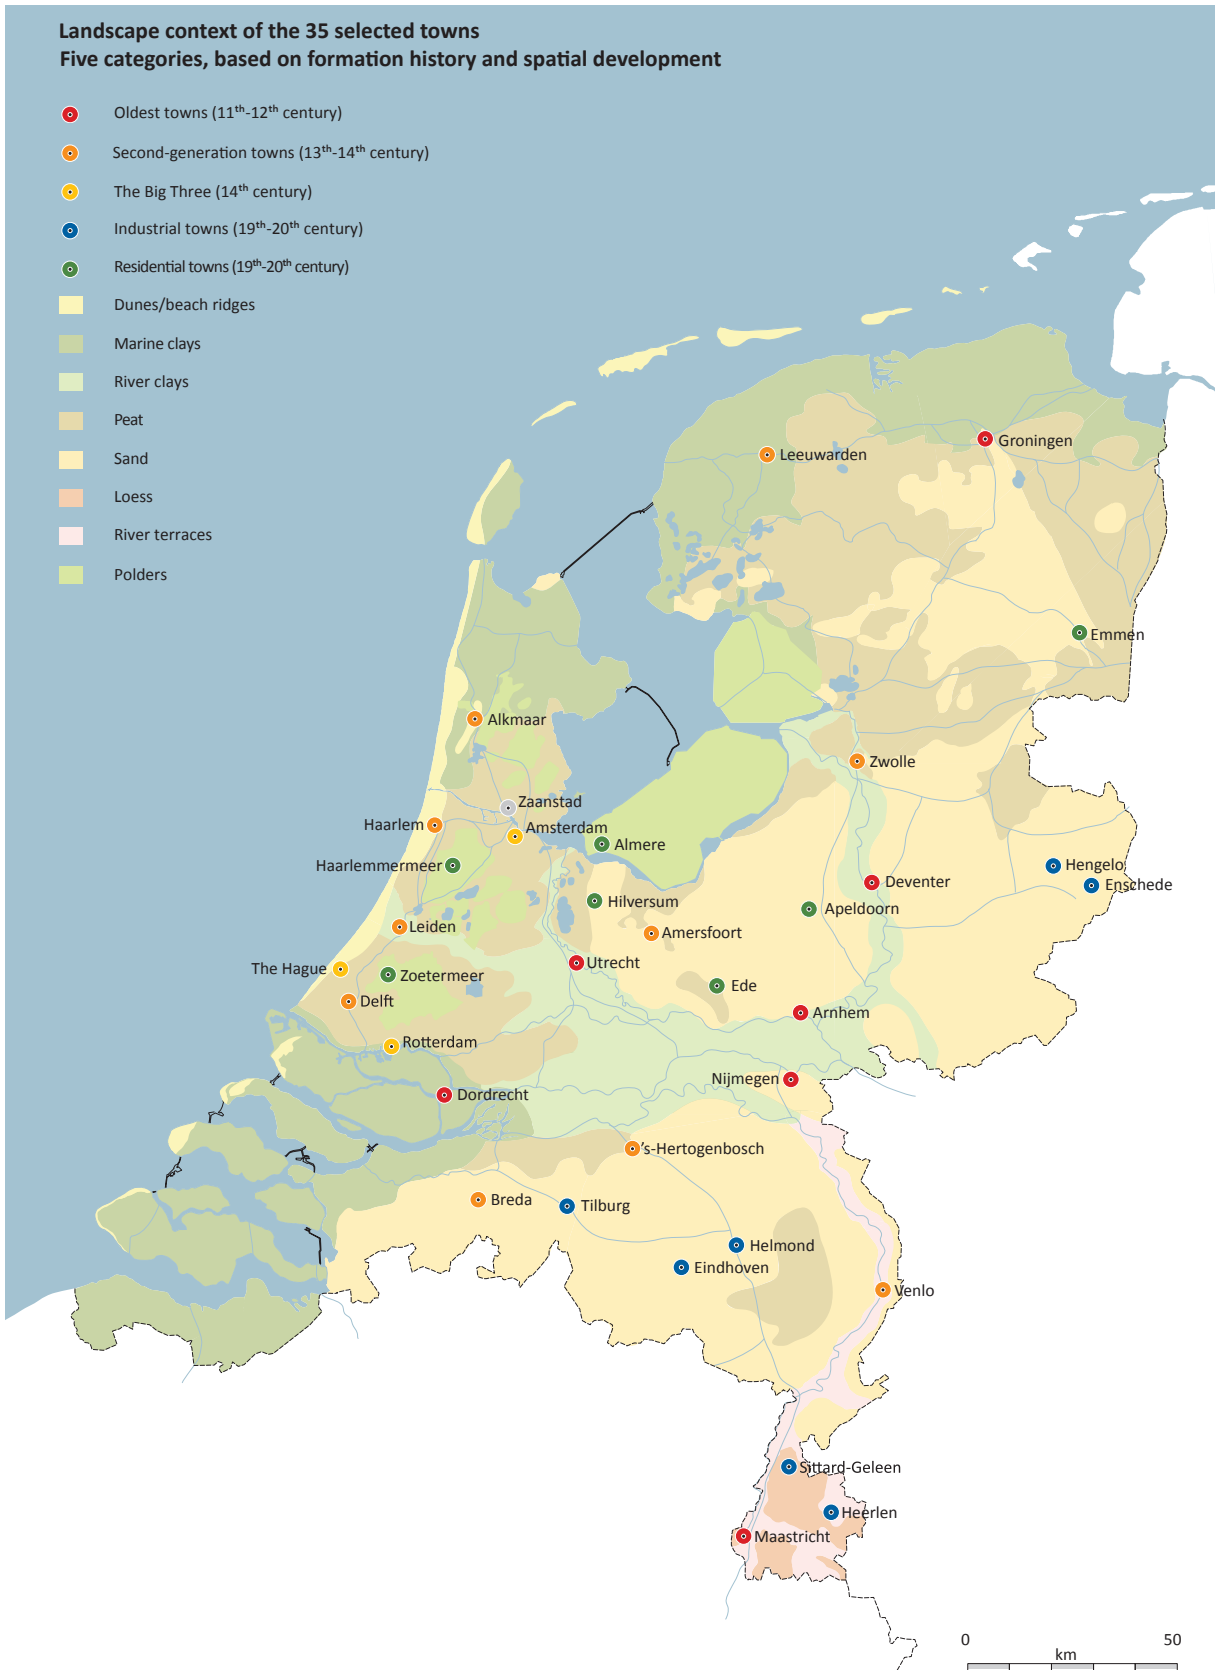 Landscape context of the 35 selected towns
Five categories, based on formation history and spatial development
Oldest towns (11th-12th century)
Second-generation towns (13th-14th century)
The Big Three (14th century)
Industrial towns (19th-20th century)
Residential towns (19th-20th century)
Dunes/beach ridges
Marine clays
River clays
Peat
Sand
Loess
River terraces
Polders
Groningen
Leeuwarden
Emmen
Alkmaar
Zwolle
Zaanstad
Haarlem
Amsterdam
Almere
Haarlemmermeer
Hengelo
Deventer
Enschede
Hilversum
Apeldoorn
Leiden
Amersfoort
Utrecht
The Hague
Zoetermeer
Ede
Delft
Arnhem
Rotterdam
Nijmegen
Dordrecht
's-Hertogenbosch
Breda
Tilburg
Helmond
Eindhoven
Venlo
Sittard-Geleen
Heerlen
Maastricht
0 50
km